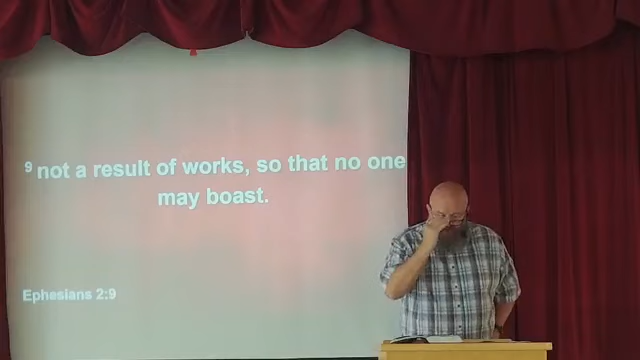 ⁹ not a result of works, so that no one
may boast.
Ephesians 2:9